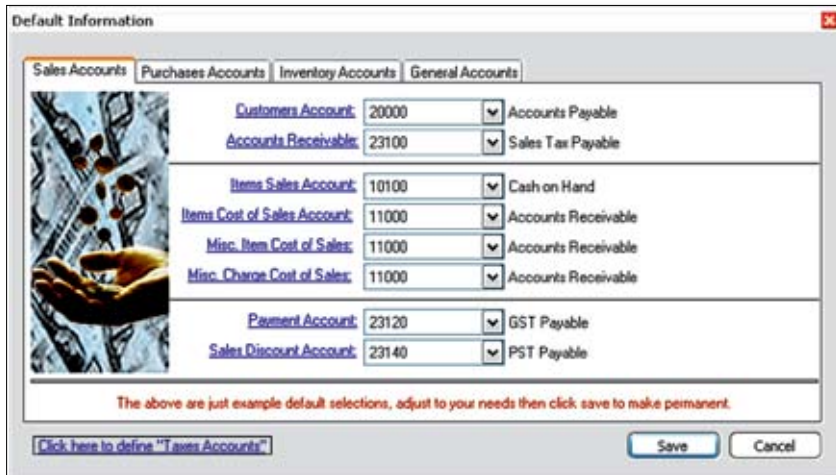 Default Information
Sales Accounts Purchases Accounts Inventory Accounts General Accounts
Customers Account: 20000 Accounts Payable
Accounts Receivable: 23100 Sales Tax Payable
Items Sales Account: 10100 Cash on Hand
Items Cost of Sales Account: 11000 Accounts Receivable
Misc. Item Cost of Sales: 11000 Accounts Receivable
Misc. Charge Cost of Sales: 11000 Accounts Receivable
Payment Account: 23120 GST Payable
Sales Discount Account: 23140 PST Payable
The above are just example default selections, adjust to your needs then click save to make permanent.
Click here to define "Taxes Accounts" Save Cancel